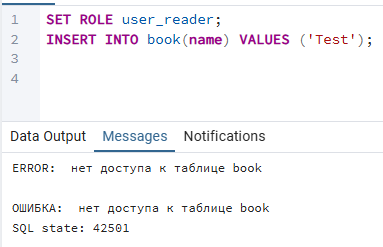 1 SET ROLE user_reader;
2 INSERT INTO book(name) VALUES ('Test');
3
4
Data Output Messages Notifications
ERROR:  нет доступа к таблице book
ОШИБКА:  нет доступа к таблице book
SQL state: 42501